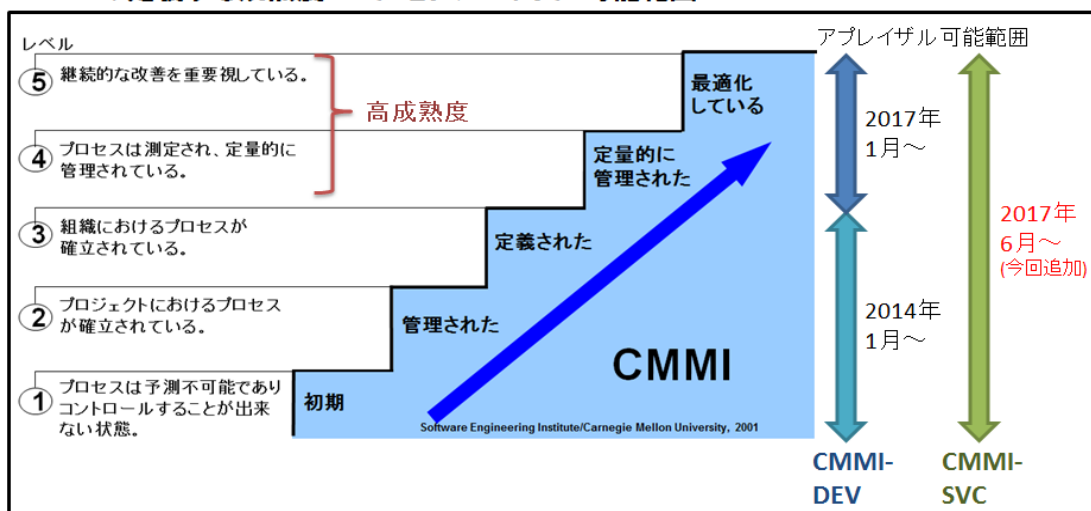 レベル
アプレイザル 可能範囲
5 継続的な改善を重要視している。
最適化
している
高成熟度
4 プロセスは測定され、定量的に
管理されている。
定量的に
管理された
3 組織におけるプロセスが
確立されている。
定義された
2 プロジェクトにおけるプロセス
が確立されている。
管理された
1 プロセスは予測不可能であり
コントロールすることが出来
ない状態。
初期
CMMI
Software Engineering Institute/Carnegie Mellon University, 2001
2017年
1月～
2014年
1月～
2017年
6月～
(今回追加)
CMMI-
DEV
CMMI-
SVC